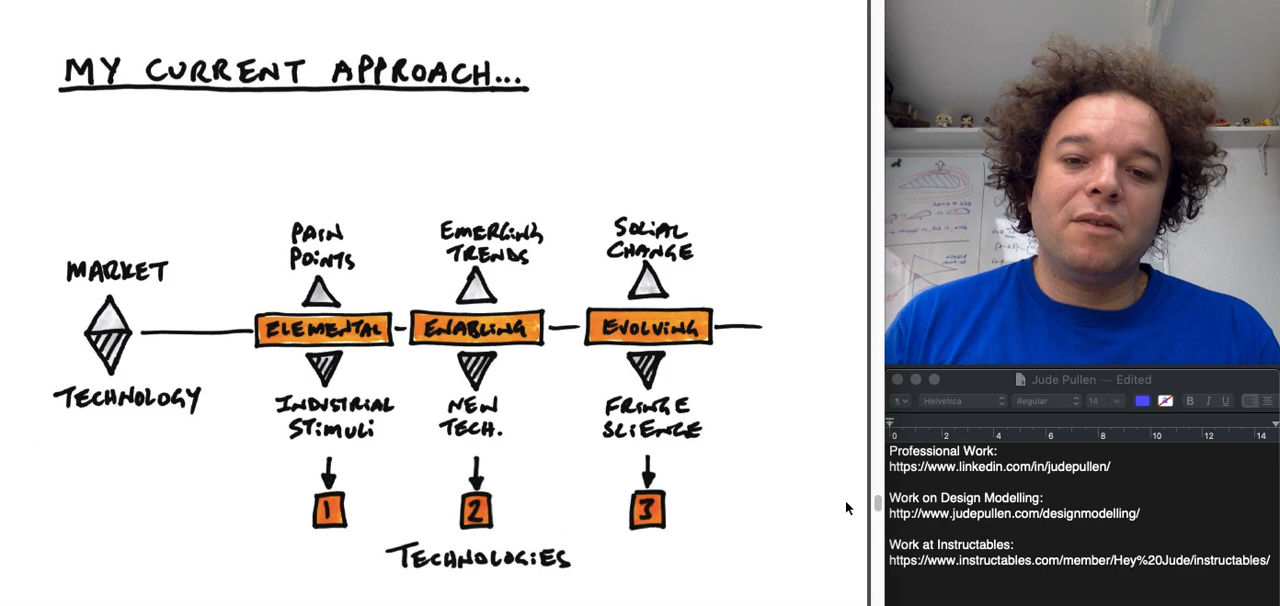 MY CURRENT APPROACH...
PAIN
POINTS
EMERGING
TRENDS
SOCIAL
CHANGE
MARKET
ELEMENTAL
ENABLING
EVOLVING
TECHNOLOGY
INDUSTRIAL
STIMULI
NEW
TECH.
FRINGE
SCIENCE
1
2
3
TECHNOLOGIES
Jude Pullen — Edited
Helvetica
Regular
14
B I U
0 2 4 6 8 10 12 14
Professional Work:
https://www.linkedin.com/in/judepullen/
Work on Design Modelling:
http://www.judepullen.com/designmodelling/
Work at Instructables:
https://www.instructables.com/member/Hey%20Jude/instructables/